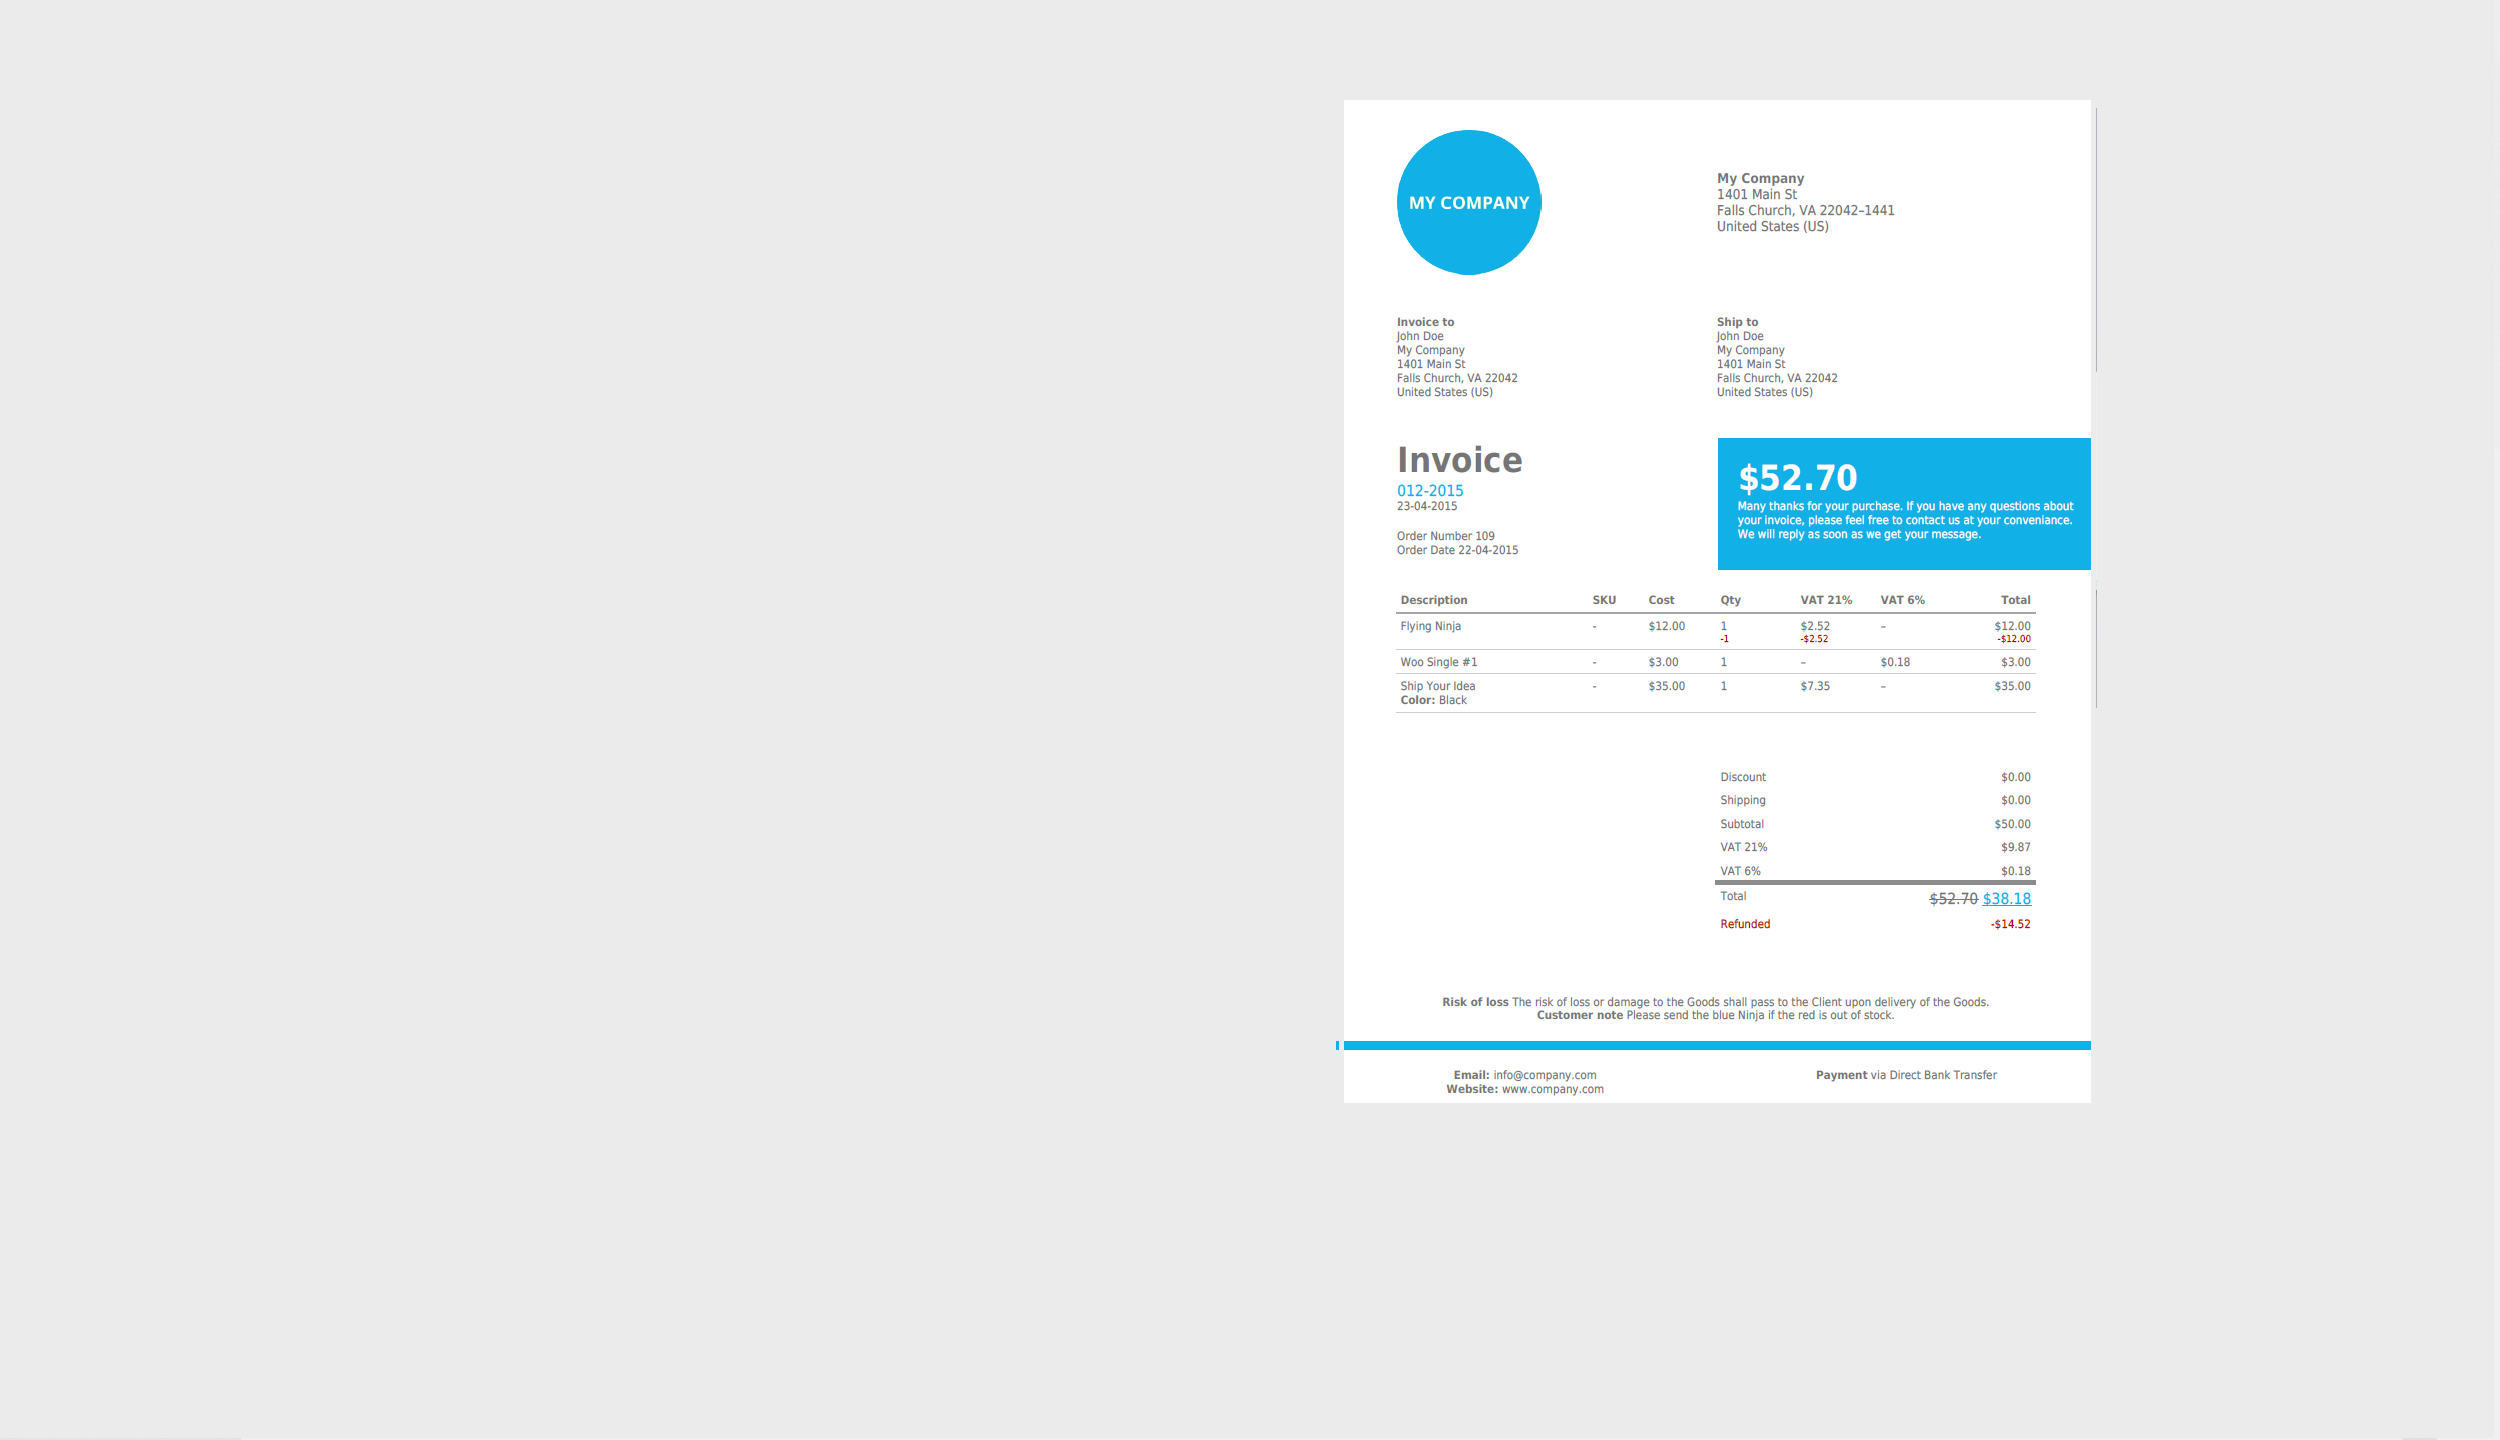 MY COMPANY
My Company
1401 Main St
Falls Church, VA 22042–1441
United States (US)
Invoice to
John Doe
My Company
1401 Main St
Falls Church, VA 22042
United States (US)
Ship to
John Doe
My Company
1401 Main St
Falls Church, VA 22042
United States (US)
Invoice
012-2015
23-04-2015
Order Number 109
Order Date 22-04-2015
$52.70
Many thanks for your purchase. If you have any questions about
your invoice, please feel free to contact us at your conveniance.
We will reply as soon as we get your message.
Description SKU Cost Qty VAT 21% VAT 6% Total
Flying Ninja - $12.00 1 $2.52 – $12.00
-1 -$2.52 -$12.00
Woo Single #1 - $3.00 1 – $0.18 $3.00
Ship Your Idea - $35.00 1 $7.35 – $35.00
Color: Black
Discount $0.00
Shipping $0.00
Subtotal $50.00
VAT 21% $9.87
VAT 6% $0.18
Total $52.70 $38.18
Refunded -$14.52
Risk of loss The risk of loss or damage to the Goods shall pass to the Client upon delivery of the Goods.
Customer note Please send the blue Ninja if the red is out of stock.
Email: info@company.com
Website: www.company.com
Payment via Direct Bank Transfer